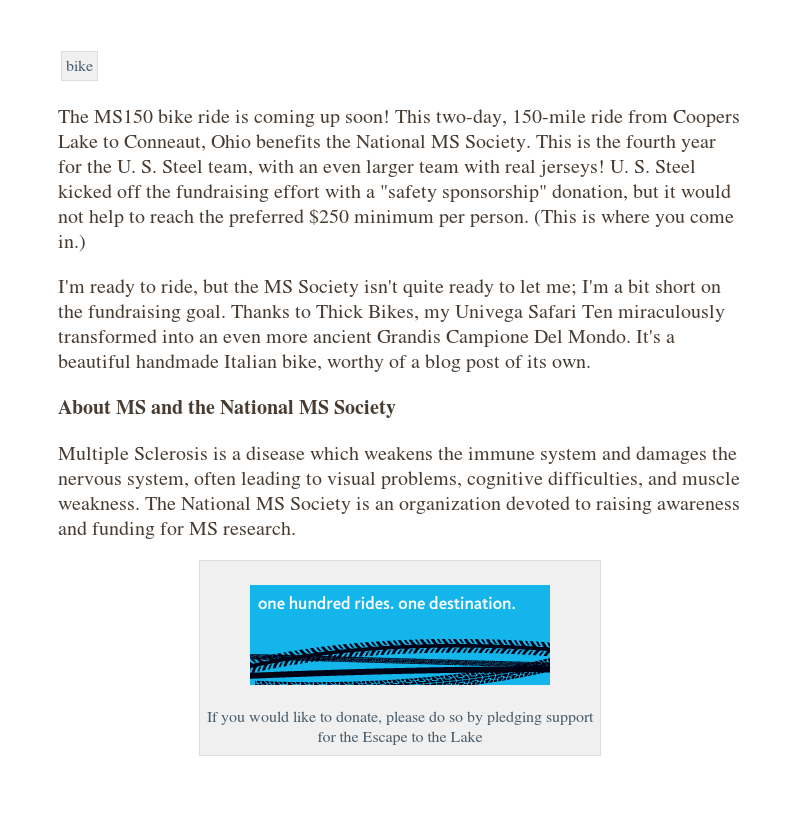 bike
The MS150 bike ride is coming up soon! This two-day, 150-mile ride from Coopers
Lake to Conneaut, Ohio benefits the National MS Society. This is the fourth year
for the U. S. Steel team, with an even larger team with real jerseys! U. S. Steel
kicked off the fundraising effort with a "safety sponsorship" donation, but it would
not help to reach the preferred $250 minimum per person. (This is where you come
in.)
I'm ready to ride, but the MS Society isn't quite ready to let me; I'm a bit short on
the fundraising goal. Thanks to Thick Bikes, my Univega Safari Ten miraculously
transformed into an even more ancient Grandis Campione Del Mondo. It's a
beautiful handmade Italian bike, worthy of a blog post of its own.
About MS and the National MS Society
Multiple Sclerosis is a disease which weakens the immune system and damages the
nervous system, often leading to visual problems, cognitive difficulties, and muscle
weakness. The National MS Society is an organization devoted to raising awareness
and funding for MS research.
one hundred rides. one destination.
If you would like to donate, please do so by pledging support
for the Escape to the Lake